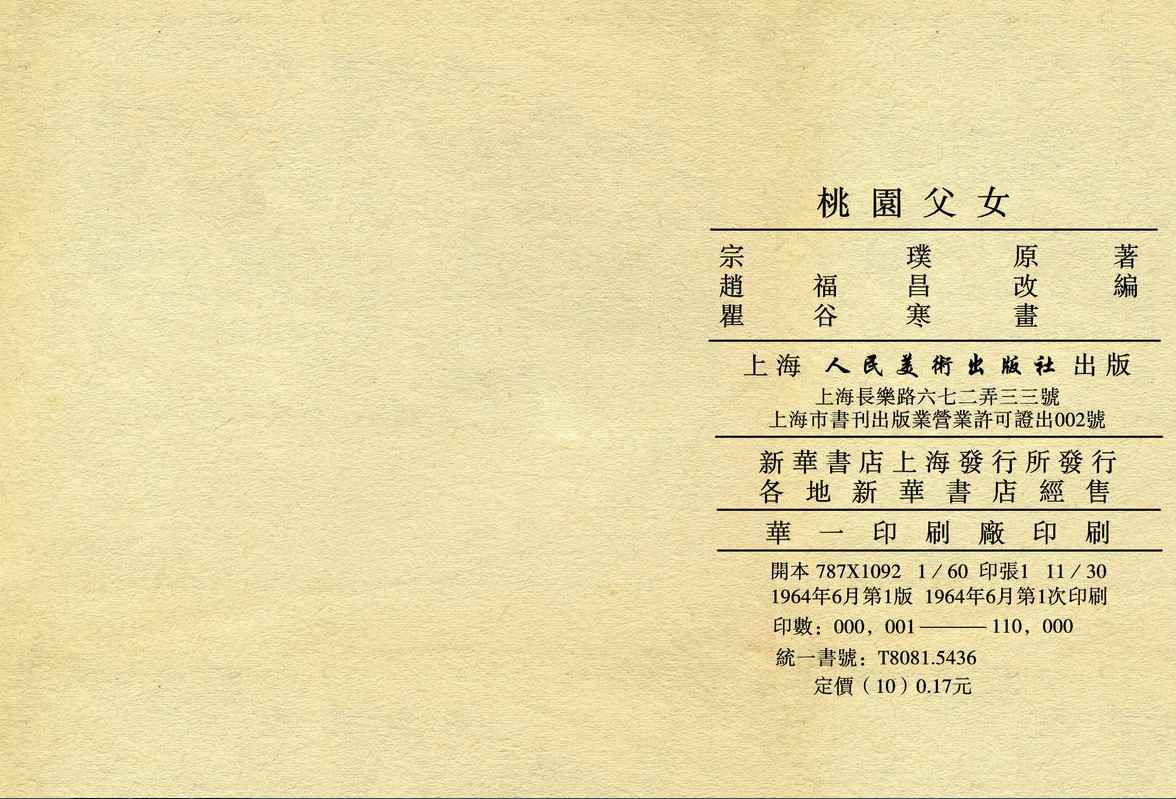 桃園父女
宗璞原著
趙福昌改編
瞿谷寒畫
上海 人民美術出版社 出版
上海長樂路六七二弄三三號
上海市書刊出版業營業許可證出002號
新華書店上海發行所發行
各地新華書店經售
華一印刷廠印刷
開本 787X1092 1/60 印張1 11/30
1964年6月第1版 1964年6月第1次印刷
印數：000，001———110，000
統一書號：T8081.5436
定價（10）0.17元